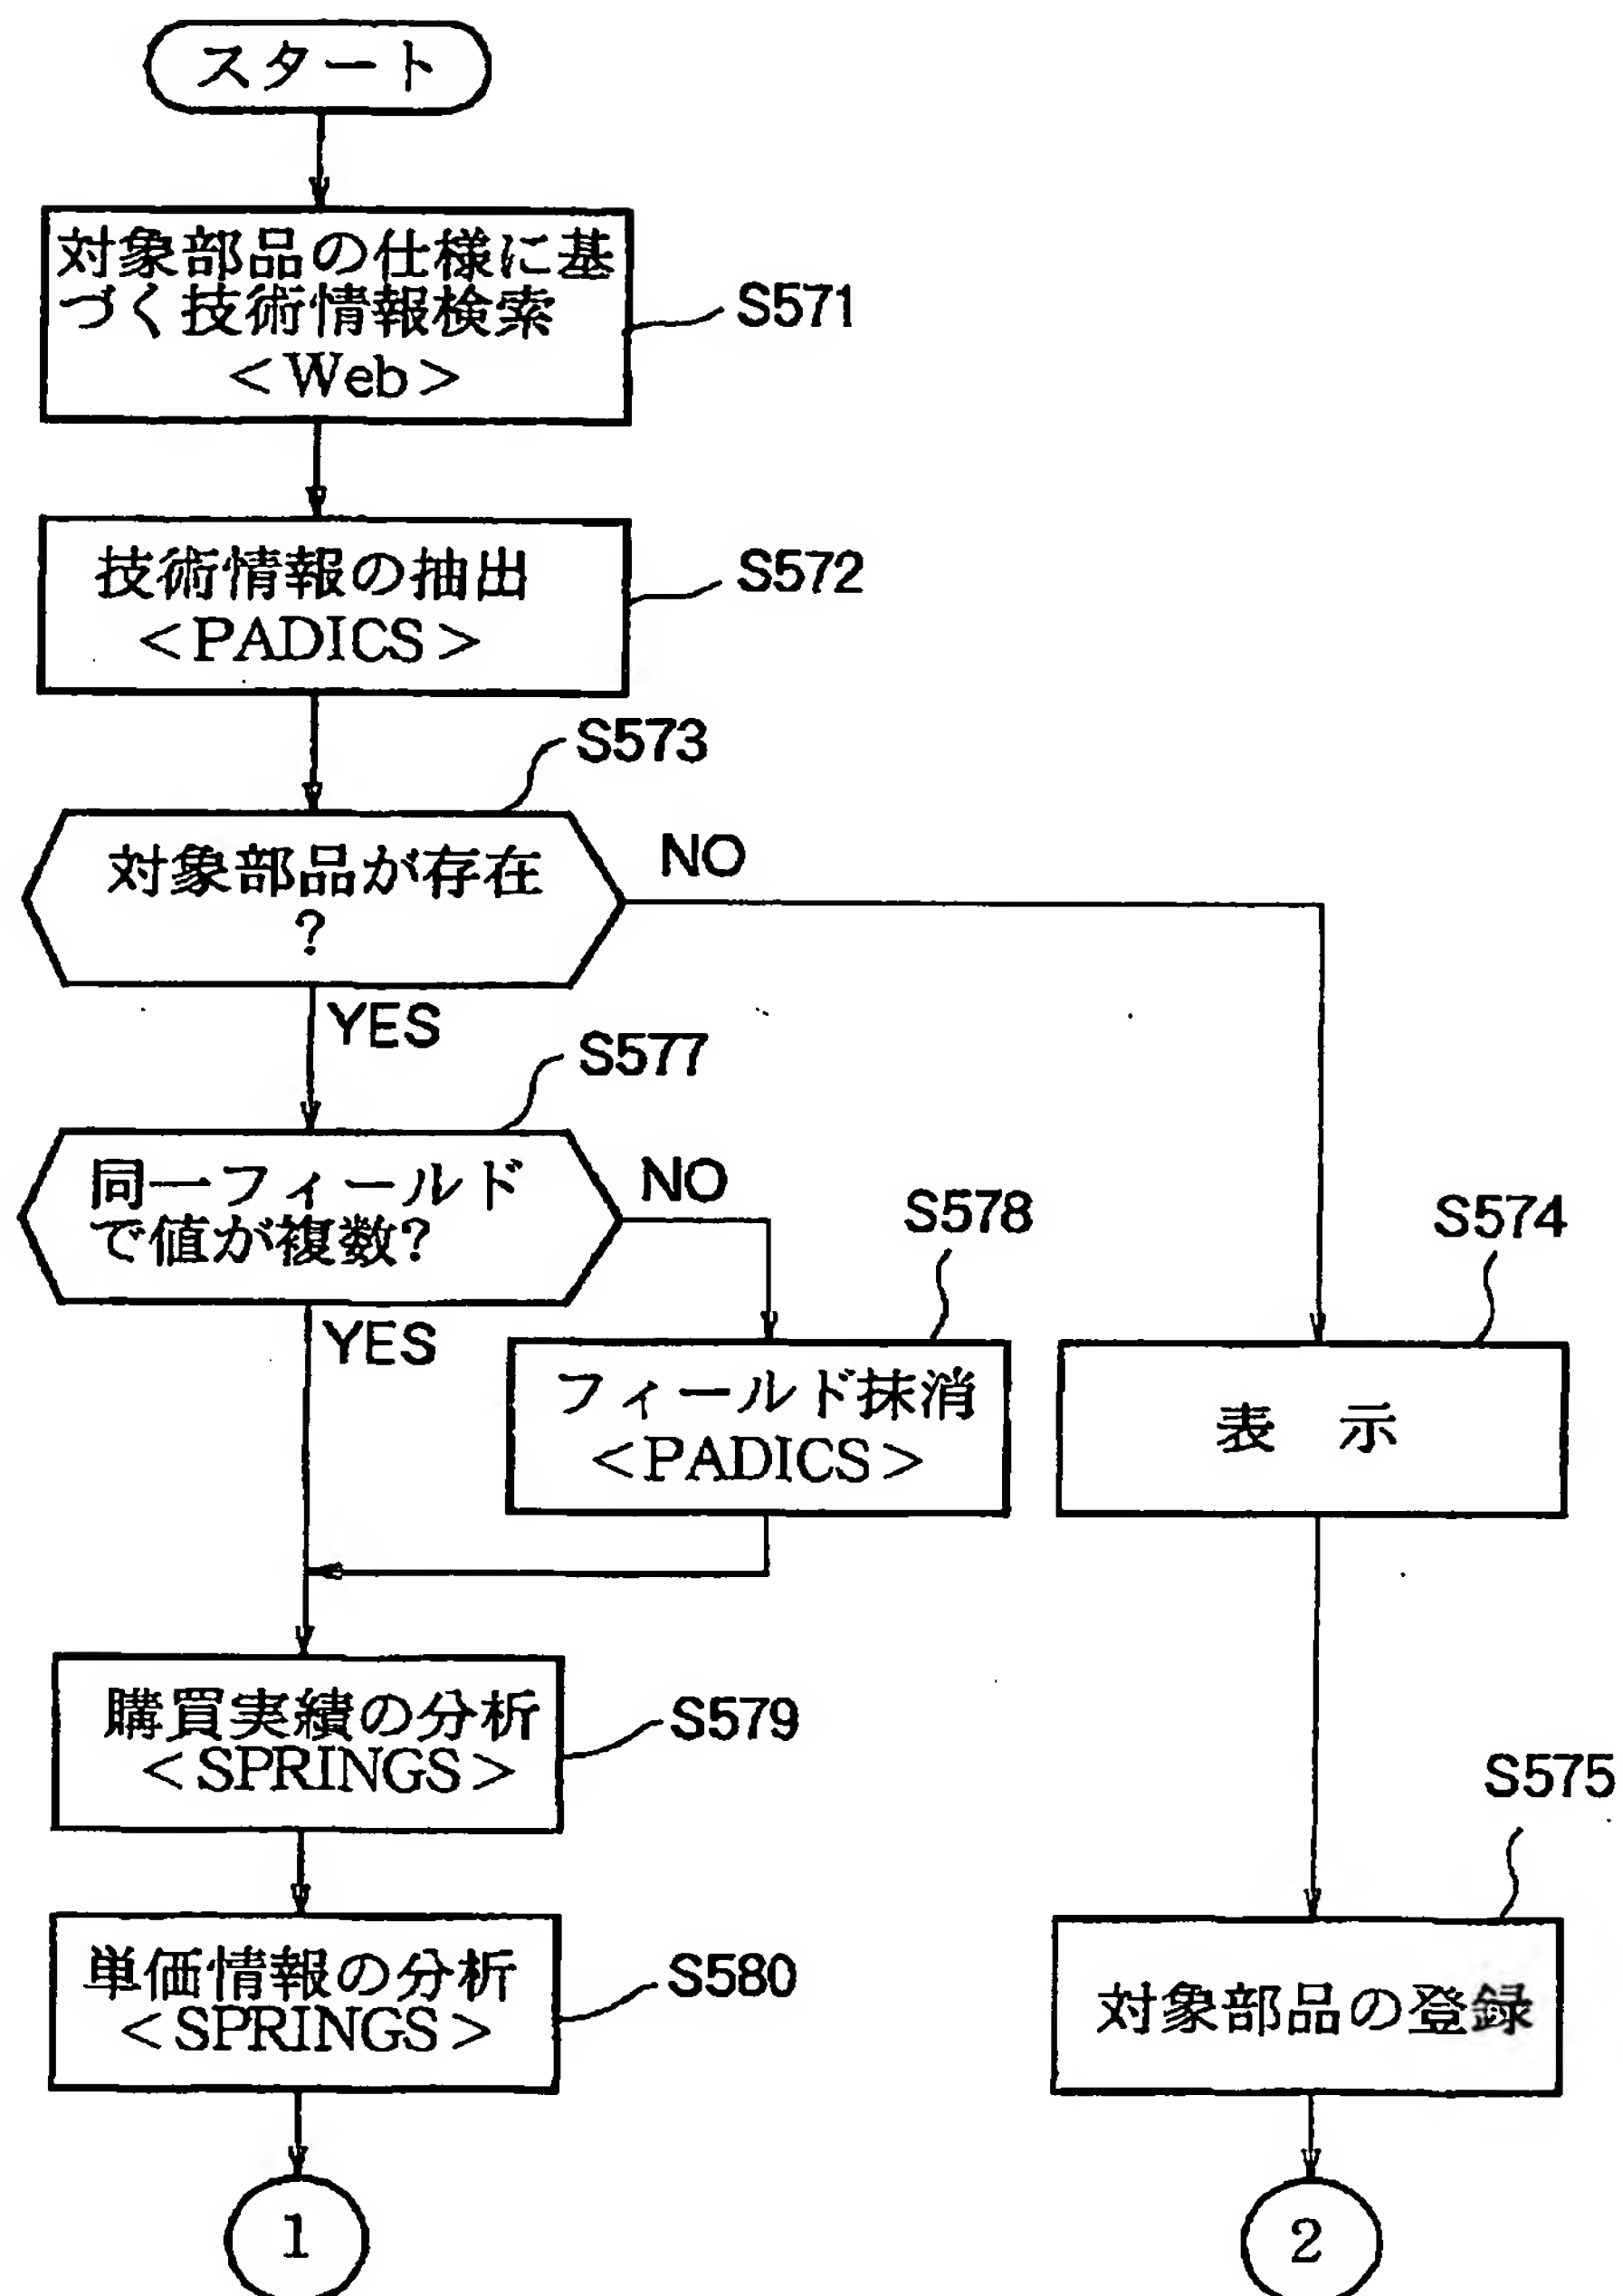 スタート
対象部品の仕様に基
づく技術情報検索
＜Web＞
S571
技術情報の抽出
＜PADICS＞
S572
S573
対象部品が存在
?
NO
YES
S577
同一フィールド
で値が複数?
NO
YES
S578
フィールド抹消
＜PADICS＞
S574
表 示
購買実績の分析
＜SPRINGS＞
S579
単価情報の分析
＜SPRINGS＞
S580
S575
対象部品の登録
1
2